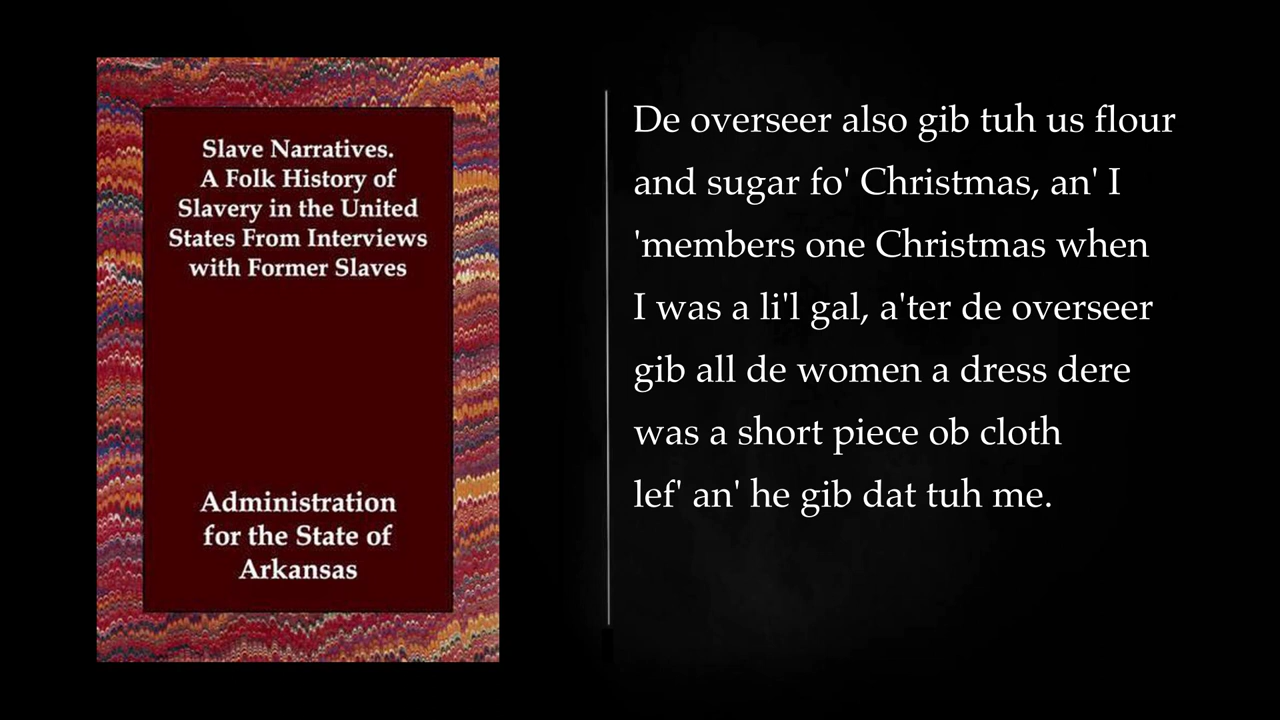 Slave Narratives.
A Folk History of
Slavery in the United
States From Interviews
with Former Slaves
Administration
for the State of
Arkansas
De overseer also gib tuh us flour
and sugar fo' Christmas, an' I
'members one Christmas when
I was a li'l gal, a'ter de overseer
gib all de women a dress dere
was a short piece ob cloth
lef' an' he gib dat tuh me.